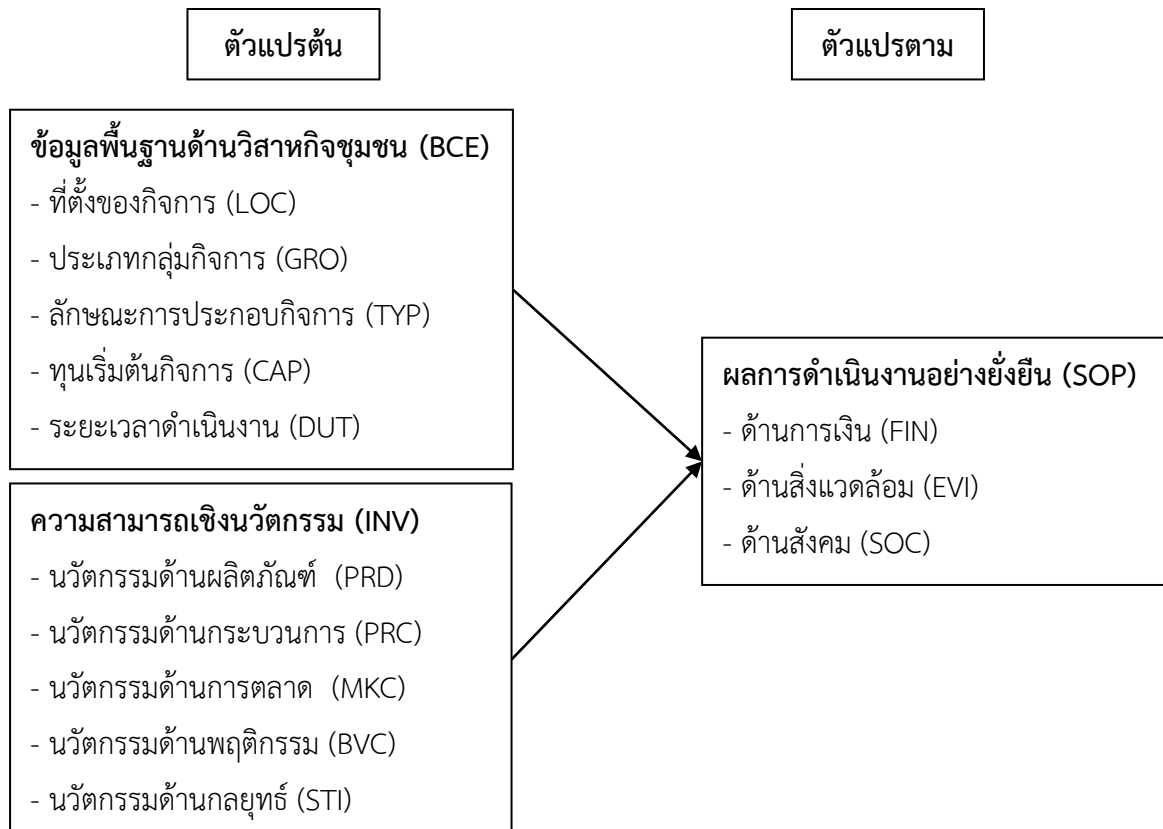 ตัวแปรต้น
ตัวแปรตาม
ข้อมูลพื้นฐานด้านวิสาหกิจชุมชน (BCE)
- ที่ตั้งของกิจการ (LOC)
- ประเภทกลุ่มกิจการ (GRO)
- ลักษณะการประกอบกิจการ (TYP)
- ทุนเริ่มต้นกิจการ (CAP)
- ระยะเวลาดำเนินงาน (DUT)
ความสามารถเชิงนวัตกรรม (INV)
- นวัตกรรมด้านผลิตภัณฑ์ (PRD)
- นวัตกรรมด้านกระบวนการ (PRC)
- นวัตกรรมด้านการตลาด (MKC)
- นวัตกรรมด้านพฤติกรรม (BVC)
- นวัตกรรมด้านกลยุทธ์ (STI)
ผลการดำเนินงานอย่างยั่งยืน (SOP)
- ด้านการเงิน (FIN)
- ด้านสิ่งแวดล้อม (EVI)
- ด้านสังคม (SOC)